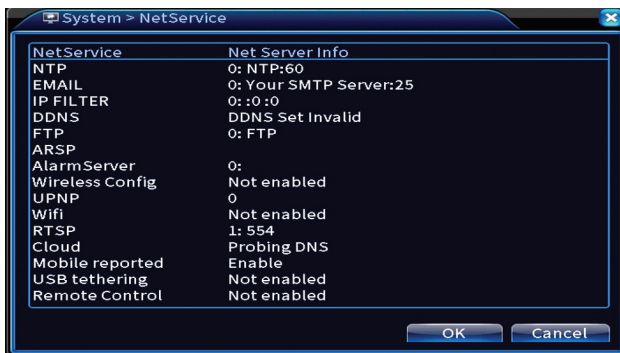 System > NetService
NetService Net Server Info
NTP 0: NTP:60
EMAIL 0: Your SMTP Server:25
IP FILTER 0: :0 :0
DDNS DDNS Set Invalid
FTP 0: FTP
ARSP
AlarmServer 0:
Wireless Config Not enabled
UPNP 0
Wifi Not enabled
RTSP 1: 554
Cloud Probing DNS
Mobile reported Enable
USB tethering Not enabled
Remote Control Not enabled
OK Cancel